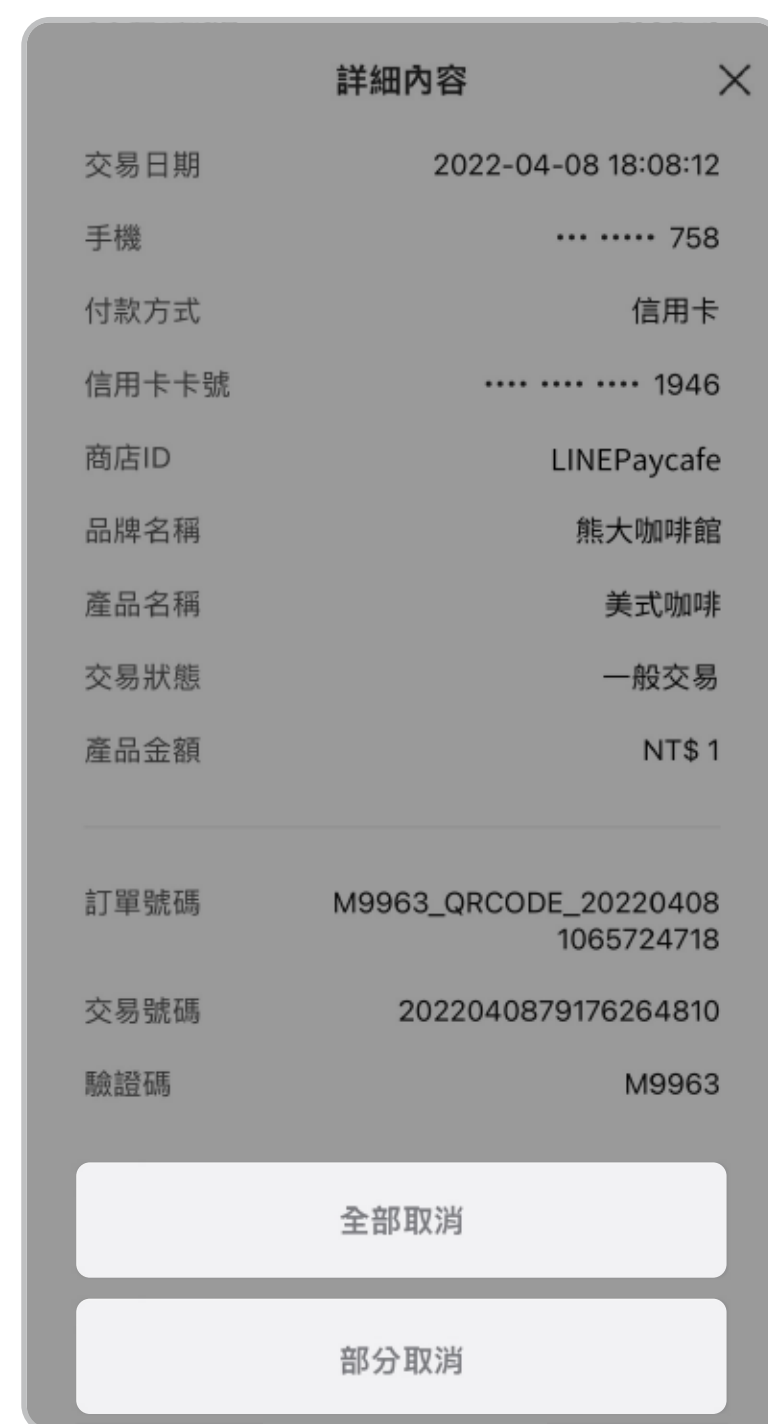 詳細內容
交易日期 2022-04-08 18:08:12
手機 ••• ••••• 758
付款方式 信用卡
信用卡卡號 •••• •••• •••• 1946
商店ID LINEPaycafe
品牌名稱 熊大咖啡館
產品名稱 美式咖啡
交易狀態 一般交易
產品金額 NT$ 1
訂單號碼 M9963_QRCODE_20220408
1065724718
交易號碼 2022040879176264810
驗證碼 M9963
全部取消
部分取消